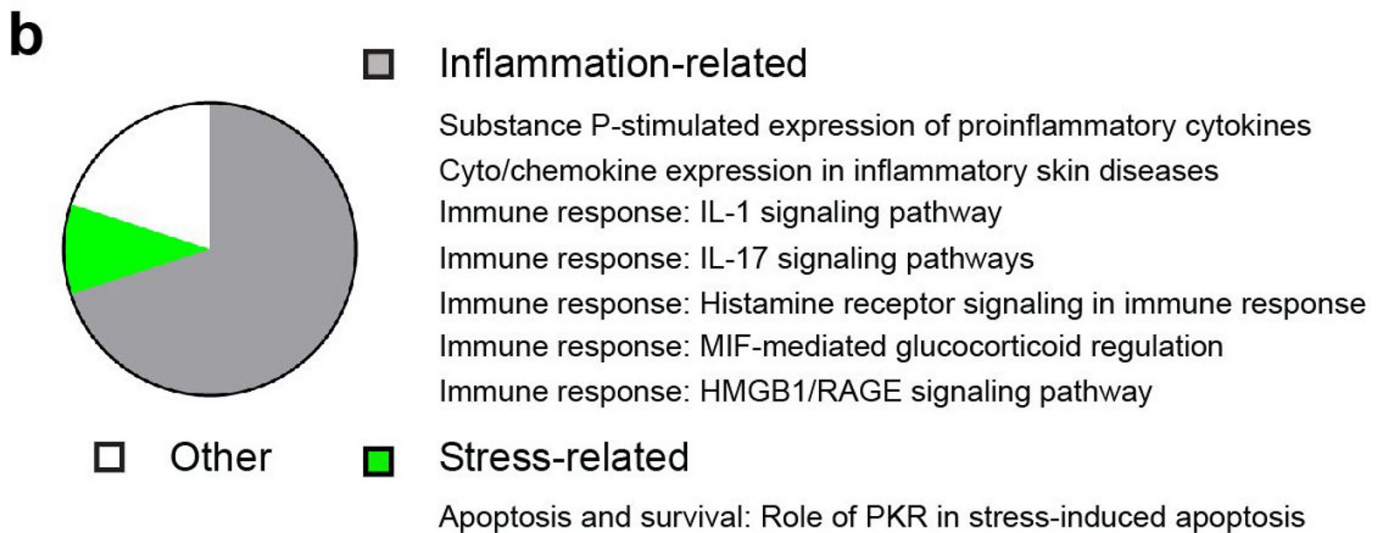 b
Inflammation-related
Substance P-stimulated expression of proinflammatory cytokines
Cyto/chemokine expression in inflammatory skin diseases
Immune response: IL-1 signaling pathway
Immune response: IL-17 signaling pathways
Immune response: Histamine receptor signaling in immune response
Immune response: MIF-mediated glucocorticoid regulation
Immune response: HMGB1/RAGE signaling pathway
Other
Stress-related
Apoptosis and survival: Role of PKR in stress-induced apoptosis